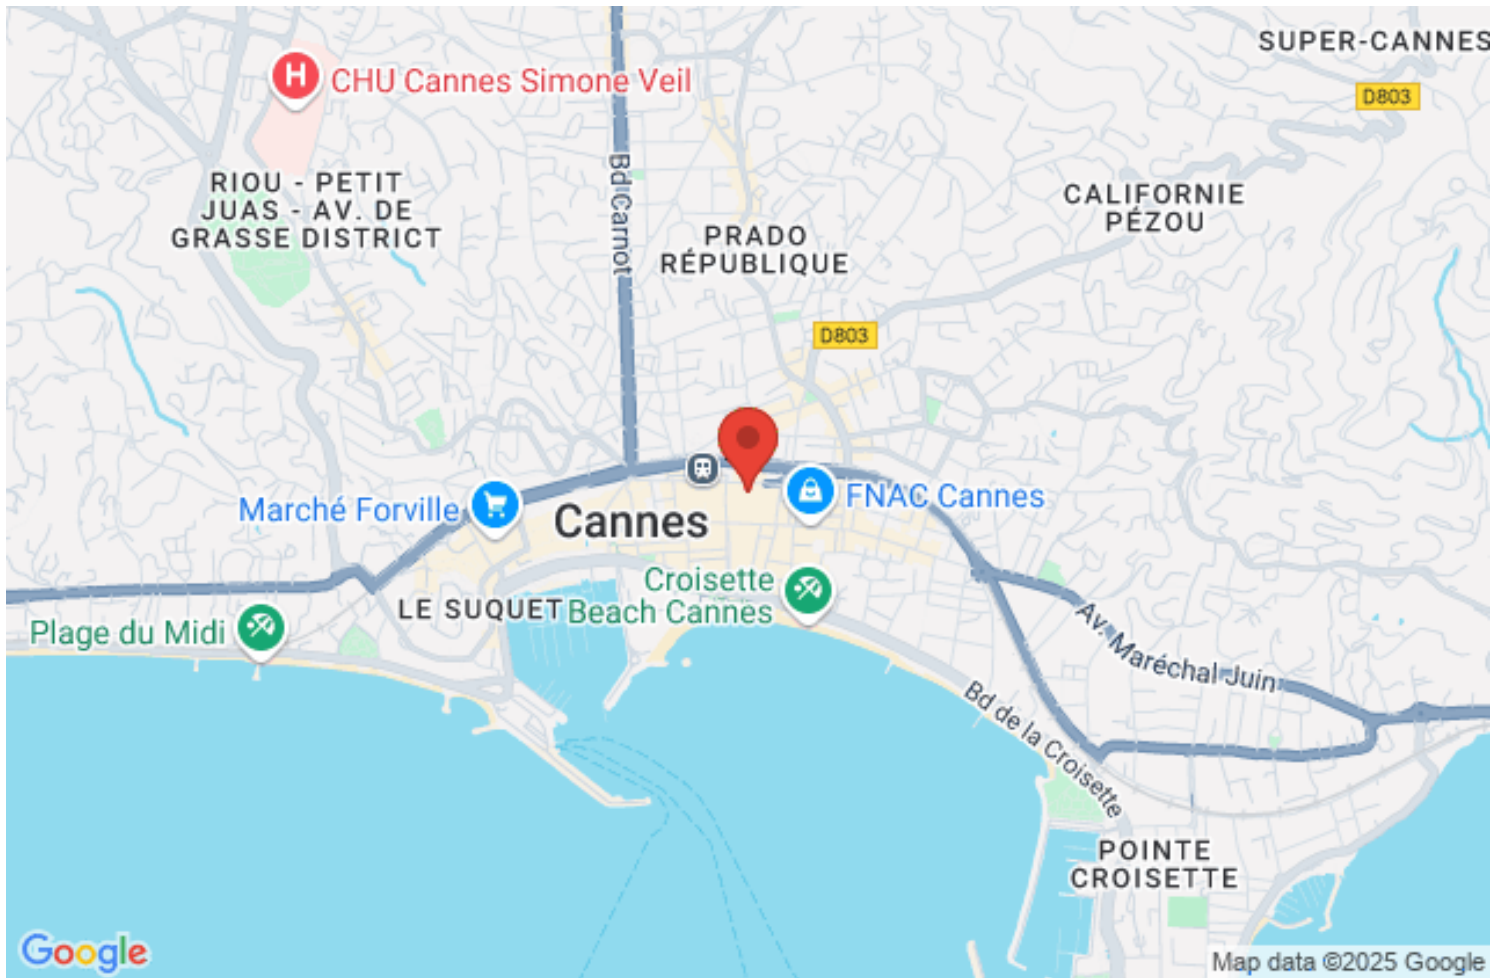 SUPER-CANNES
H
CHU Cannes Simone Veil
D803
RIOU - PETIT
JUAS - AV. DE
GRASSE DISTRICT
Bd Carnot
CALIFORNIE
PÉZOU
PRADO
RÉPUBLIQUE
D803
Marché Forville
FNAC Cannes
Cannes
Croisette
Beach Cannes
LE SUQUET
Plage du Midi
Av. Maréchal Juin
Bd de la Croisette
POINTE
CROISETTE
Google
Map data ©2025 Google